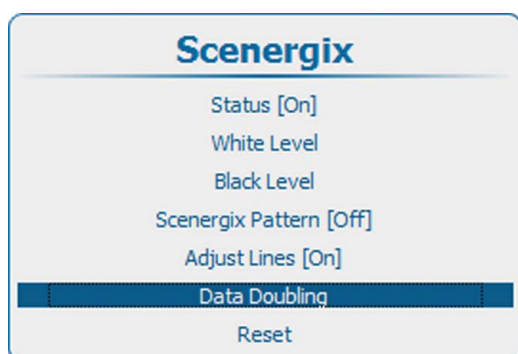 Scenergix
Status [On]
White Level
Black Level
Scenergix Pattern [Off]
Adjust Lines [On]
Data Doubling
Reset